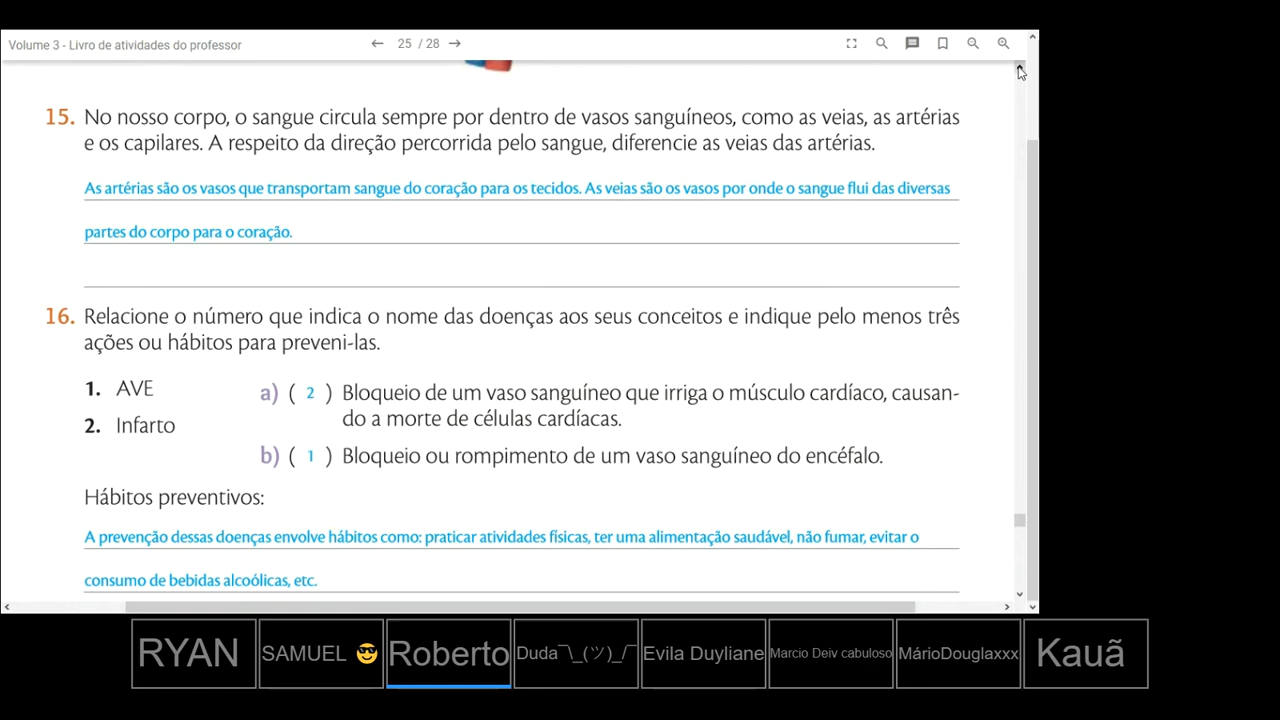 Volume 3 - Livro de atividades do professor
← 25 / 28 →
15. No nosso corpo, o sangue circula sempre por dentro de vasos sanguíneos, como as veias, as artérias
e os capilares. A respeito da direção percorrida pelo sangue, diferencie as veias das artérias.
As artérias são os vasos que transportam sangue do coração para os tecidos. As veias são os vasos por onde o sangue flui das diversas
partes do corpo para o coração.
16. Relacione o número que indica o nome das doenças aos seus conceitos e indique pelo menos três
ações ou hábitos para preveni-las.
1. AVE
2. Infarto
a) ( 2 ) Bloqueio de um vaso sanguíneo que irriga o músculo cardíaco, causan-
do a morte de células cardíacas.
b) ( 1 ) Bloqueio ou rompimento de um vaso sanguíneo do encéfalo.
Hábitos preventivos:
A prevenção dessas doenças envolve hábitos como: praticar atividades físicas, ter uma alimentação saudável, não fumar, evitar o
consumo de bebidas alcoólicas, etc.
RYAN SAMUEL 😎 Roberto Duda¯\_(ツ)_/¯ Evila Duyliane Marcio Deiv cabuloso MárioDouglaxxx Kauã